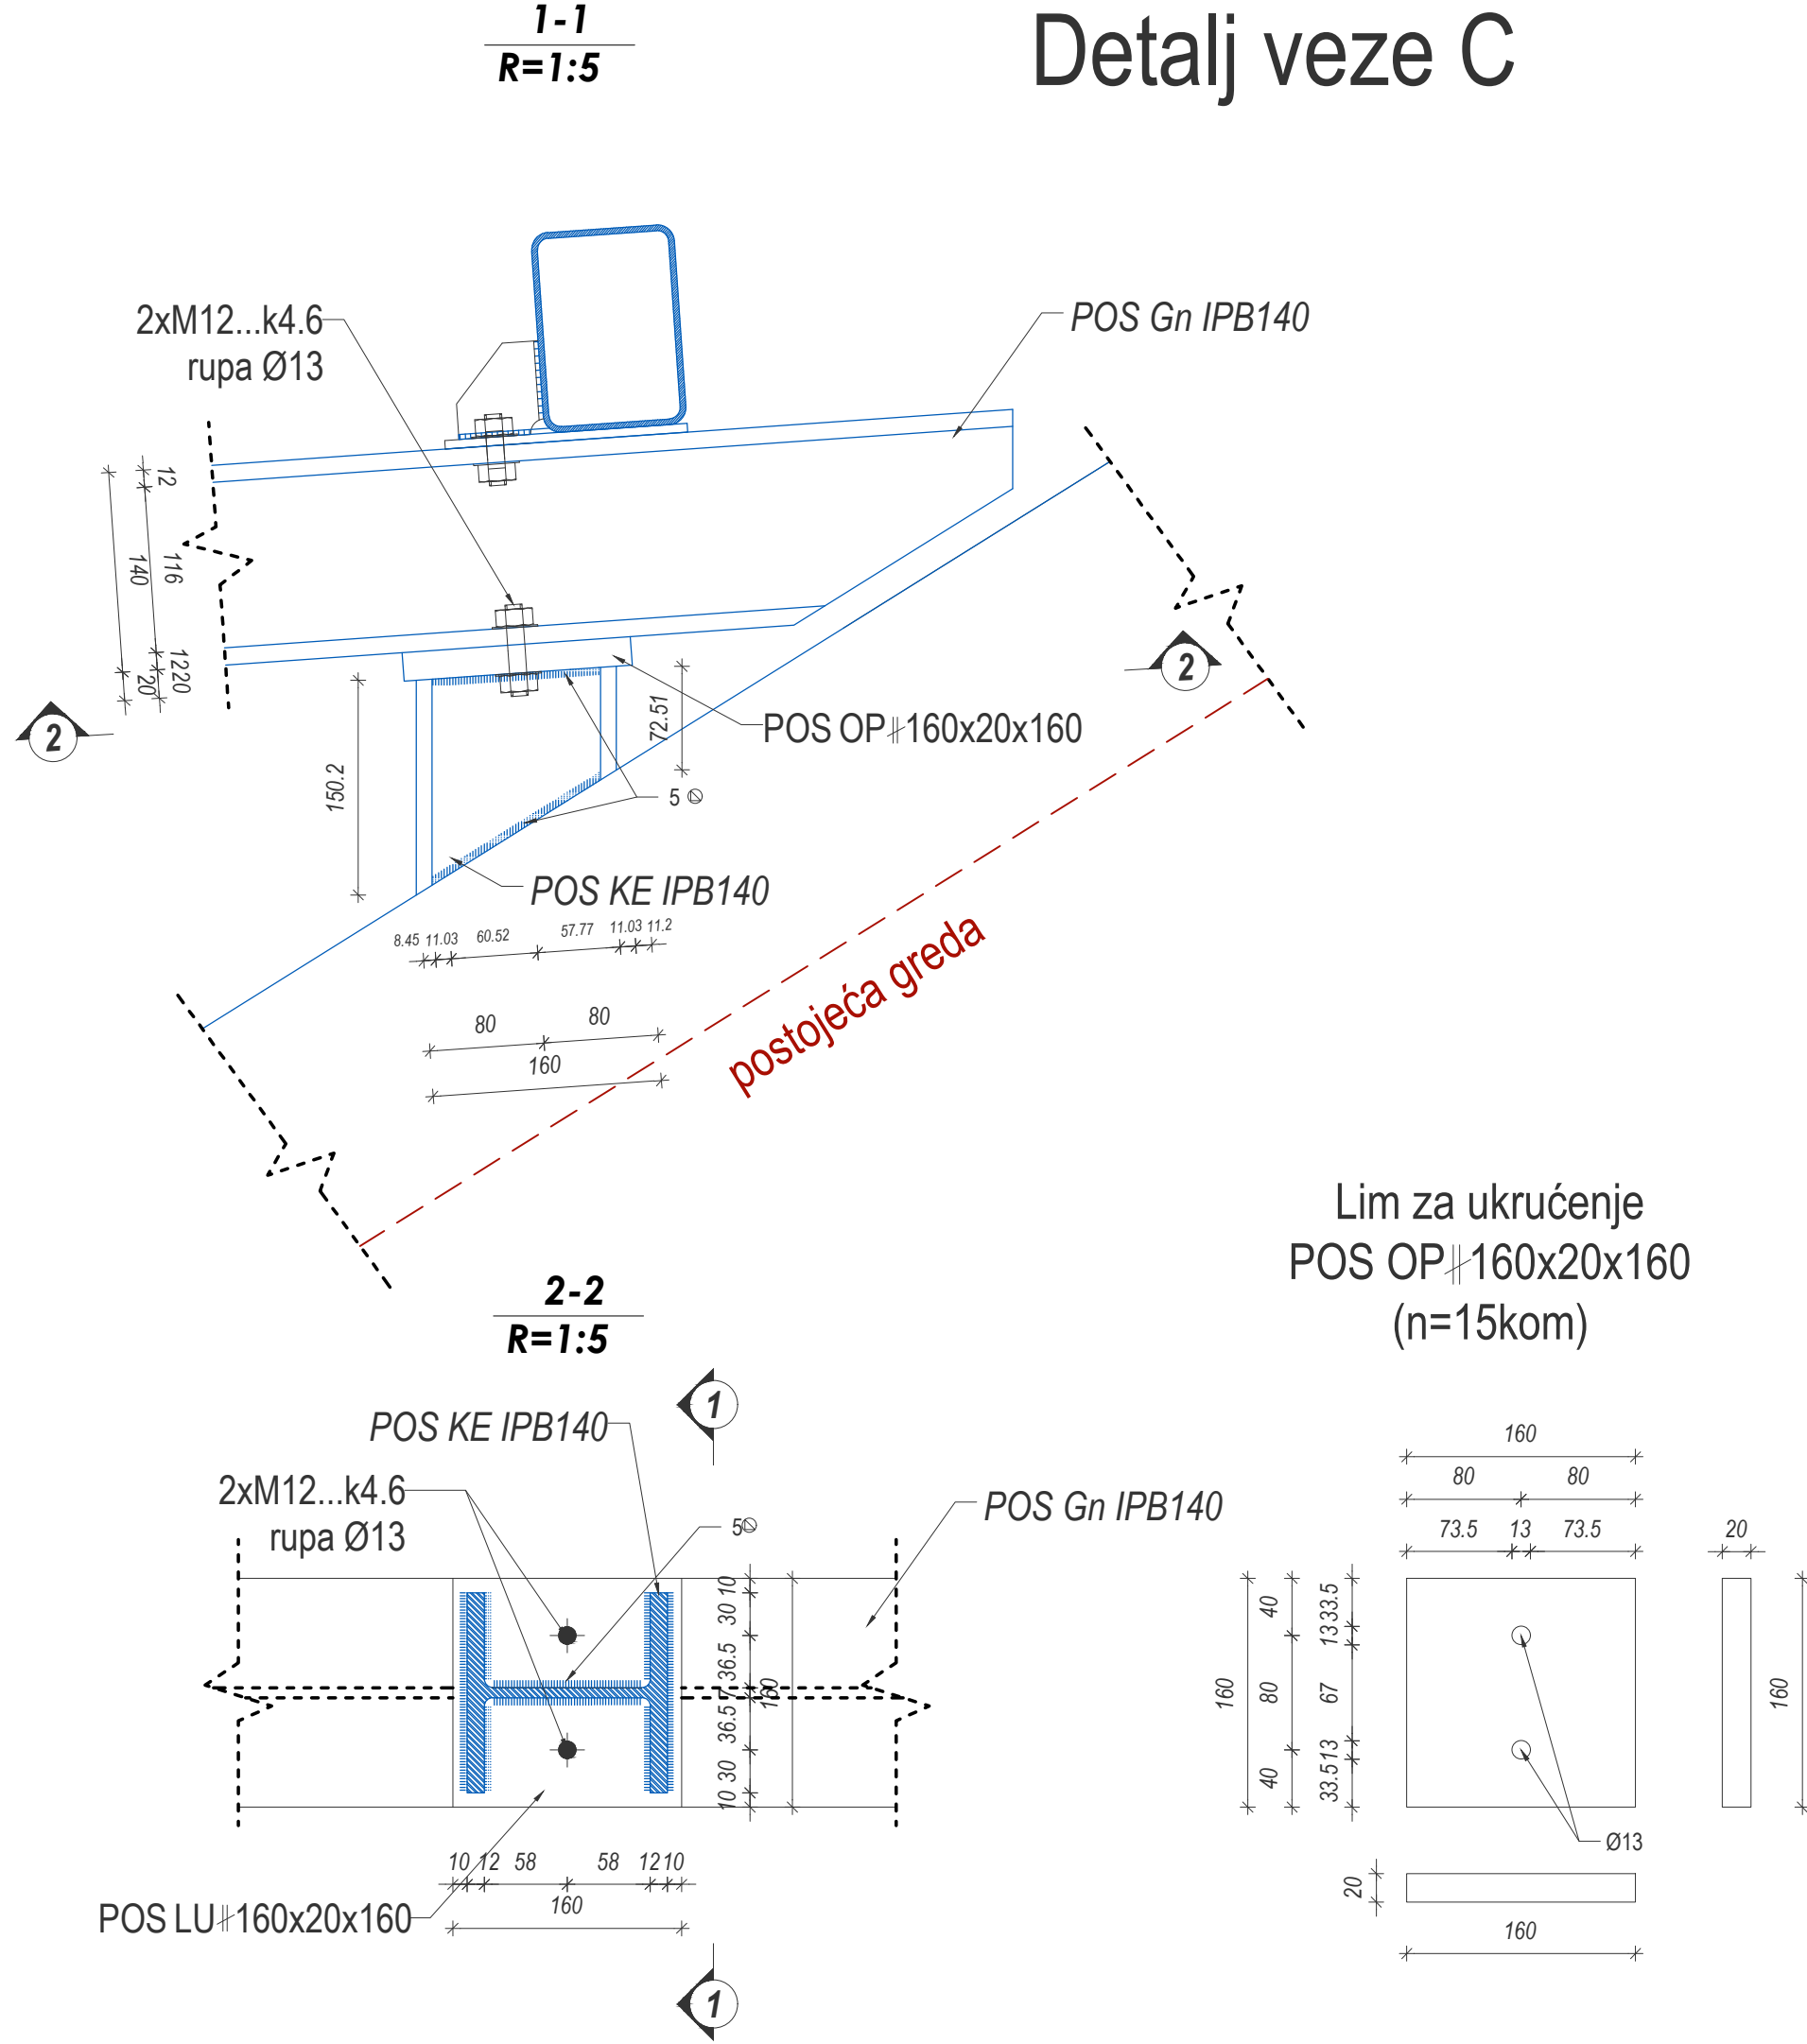 1-1
R=1:5
Detalj veze C
2xM12...k4.6
rupa Ø13
POS Gn IPB140
12
116
140
1220
20
2
2
72.51
POS OP⫲160x20x160
150.2
5
POS KE IPB140
8.45 11.03 60.52 57.77 11.03 11.2
80 80
160
postojeća greda
Lim za ukrućenje
POS OP⫲160x20x160
(n=15kom)
2-2
R=1:5
1
POS KE IPB140
2xM12...k4.6
rupa Ø13
5
POS Gn IPB140
10 30 36.5 7 36.5 30 10
160
10 12 58 58 12 10
160
POS LU⫲160x20x160
1
160
80 80
73.5 13 73.5
20
40 80 40
160
33.5 13 67 13 33.5
160
Ø13
20
160